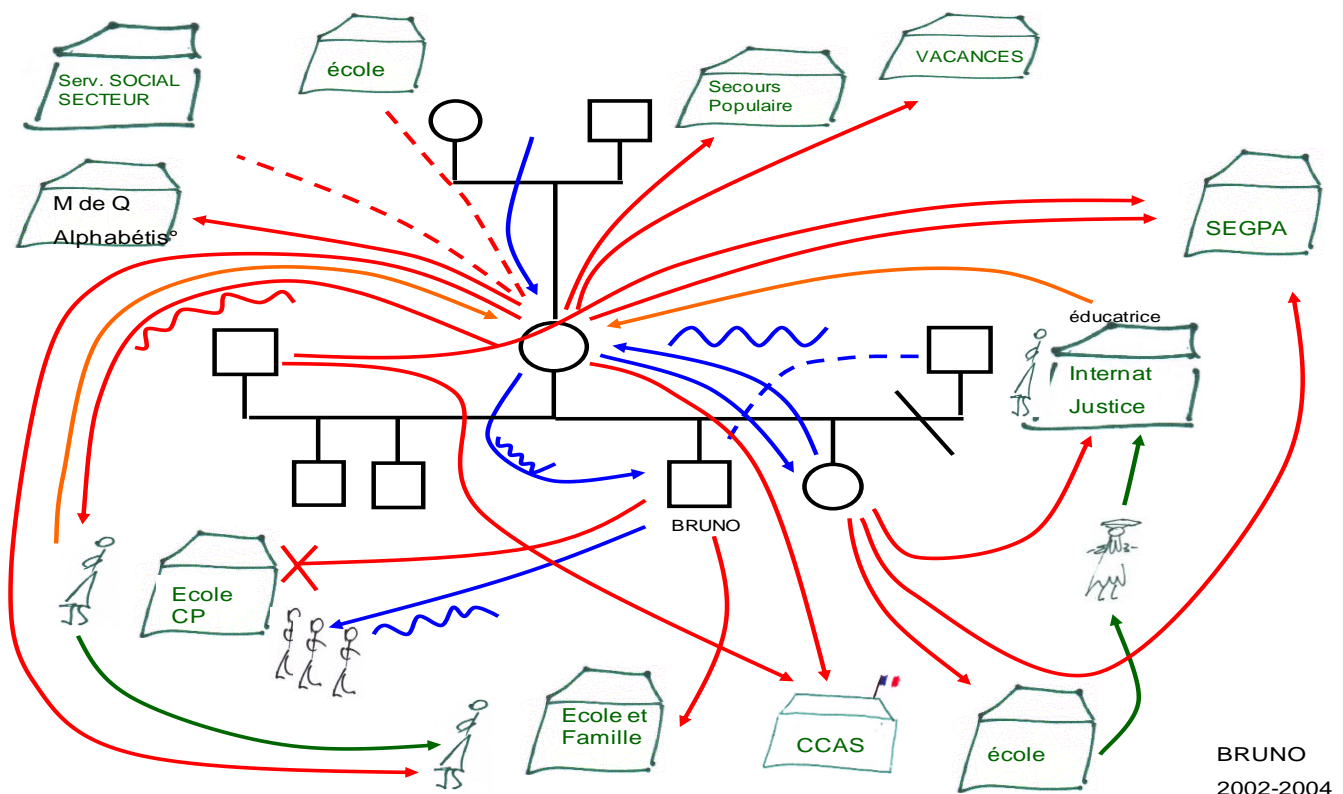 Serv. SOCIAL
SECTEUR
école
Secours
Populaire
VACANCES
M de Q
Alphabétis°
SEGPA
éducatrice
Internat
Justice
BRUNO
Ecole
CP
Ecole et
Famille
CCAS
école
BRUNO
2002-2004